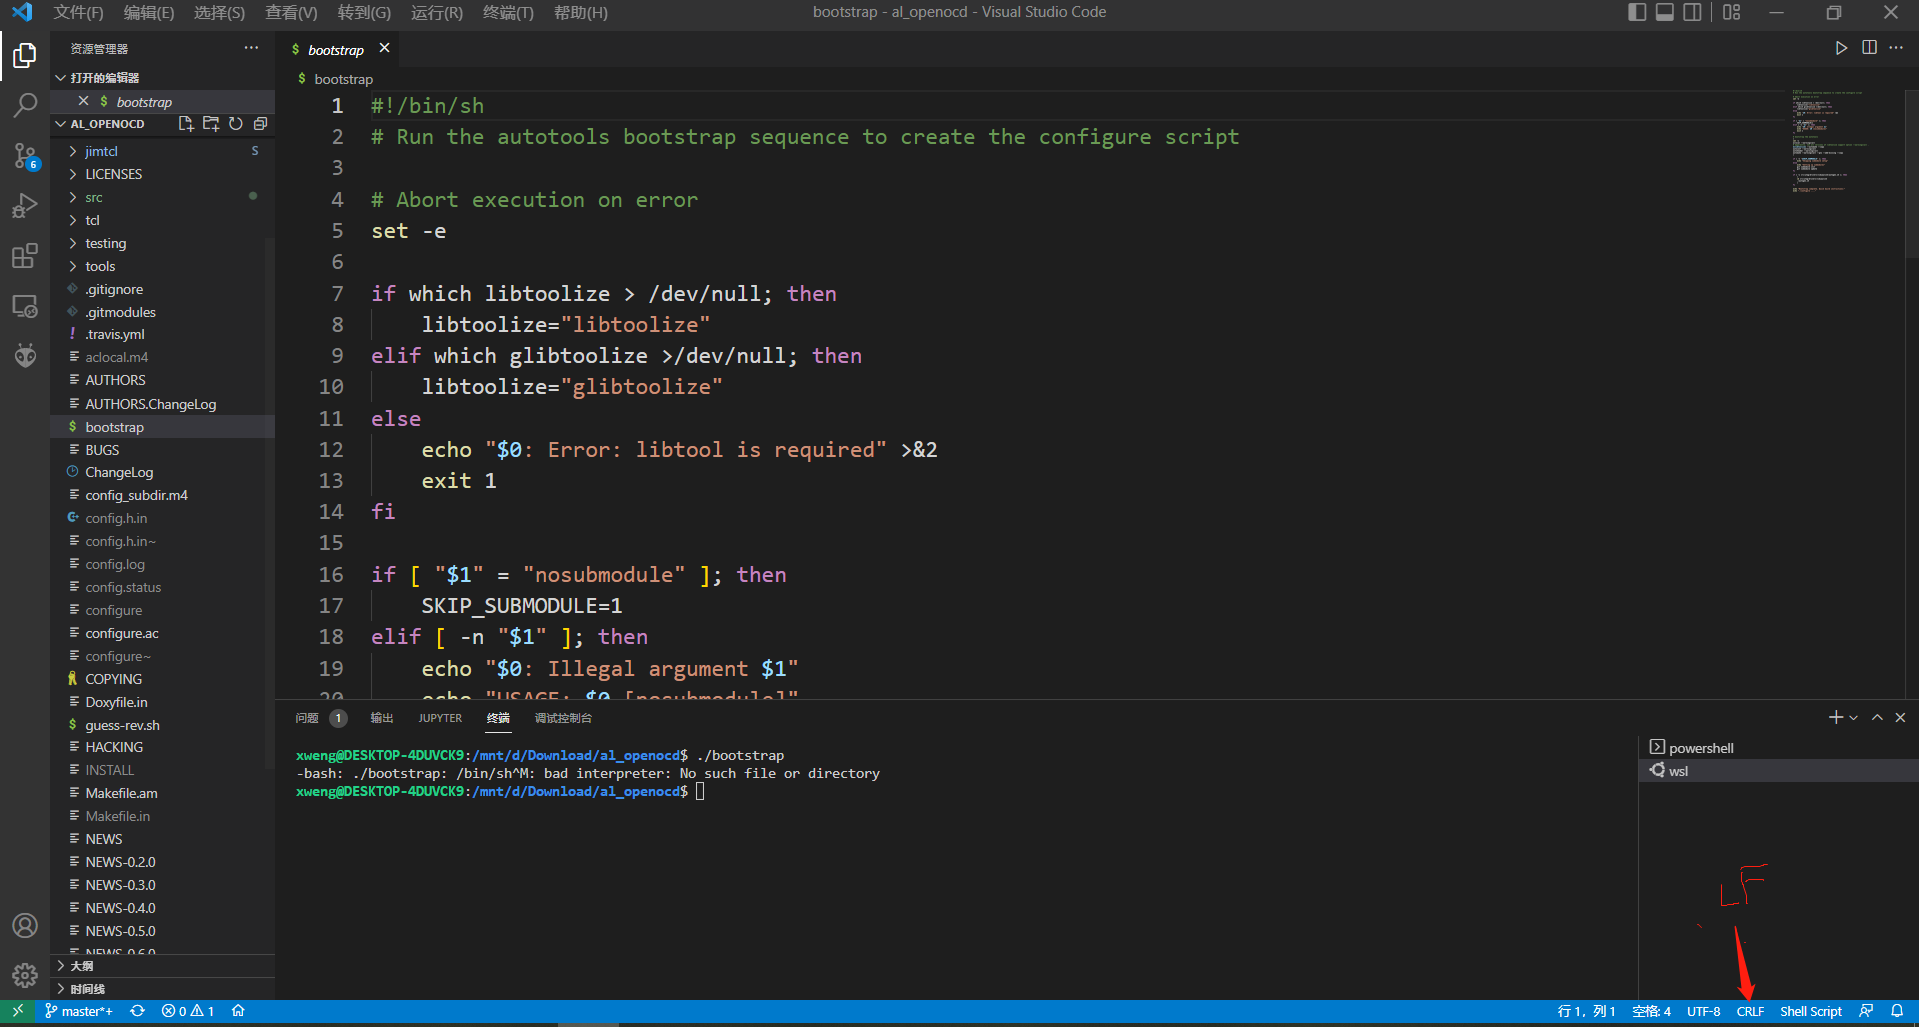 文件(F) 编辑(E) 选择(S) 查看(V) 转到(G) 运行(R) 终端(T) 帮助(H) bootstrap - al_openocd - Visual Studio Code
资源管理器 ···
打开的编辑器
$ bootstrap
AL_OPENOCD
jimtcl S
LICENSES
src
tcl
testing
tools
.gitignore
.gitmodules
! .travis.yml
aclocal.m4
AUTHORS
AUTHORS.ChangeLog
$ bootstrap
BUGS
ChangeLog
config_subdir.m4
config.h.in
config.h.in~
config.log
config.status
configure
configure.ac
configure~
COPYING
Doxyfile.in
$ guess-rev.sh
HACKING
INSTALL
Makefile.am
Makefile.in
NEWS
NEWS-0.2.0
NEWS-0.3.0
NEWS-0.4.0
NEWS-0.5.0
NEWS-0.6.0
大纲
时间线
6
$ bootstrap
$ bootstrap
1 #!/bin/sh
2 # Run the autotools bootstrap sequence to create the configure script
3
4 # Abort execution on error
5 set -e
6
7 if which libtoolize > /dev/null; then
8 libtoolize="libtoolize"
9 elif which glibtoolize >/dev/null; then
10 libtoolize="glibtoolize"
11 else
12 echo "$0: Error: libtool is required" >&2
13 exit 1
14 fi
15
16 if [ "$1" = "nosubmodule" ]; then
17 SKIP_SUBMODULE=1
18 elif [ -n "$1" ]; then
19 echo "$0: Illegal argument $1"
20 echo "USAGE: $0 [nosubmodule]"
问题 1 输出 JUPYTER 终端 调试控制台
xweng@DESKTOP-4DUVCK9:/mnt/d/Download/al_openocd$ ./bootstrap
-bash: ./bootstrap: /bin/sh^M: bad interpreter: No such file or directory
xweng@DESKTOP-4DUVCK9:/mnt/d/Download/al_openocd$
powershell
wsl
LF
master*+ 0 1 行 1，列 1 空格: 4 UTF-8 CRLF Shell Script